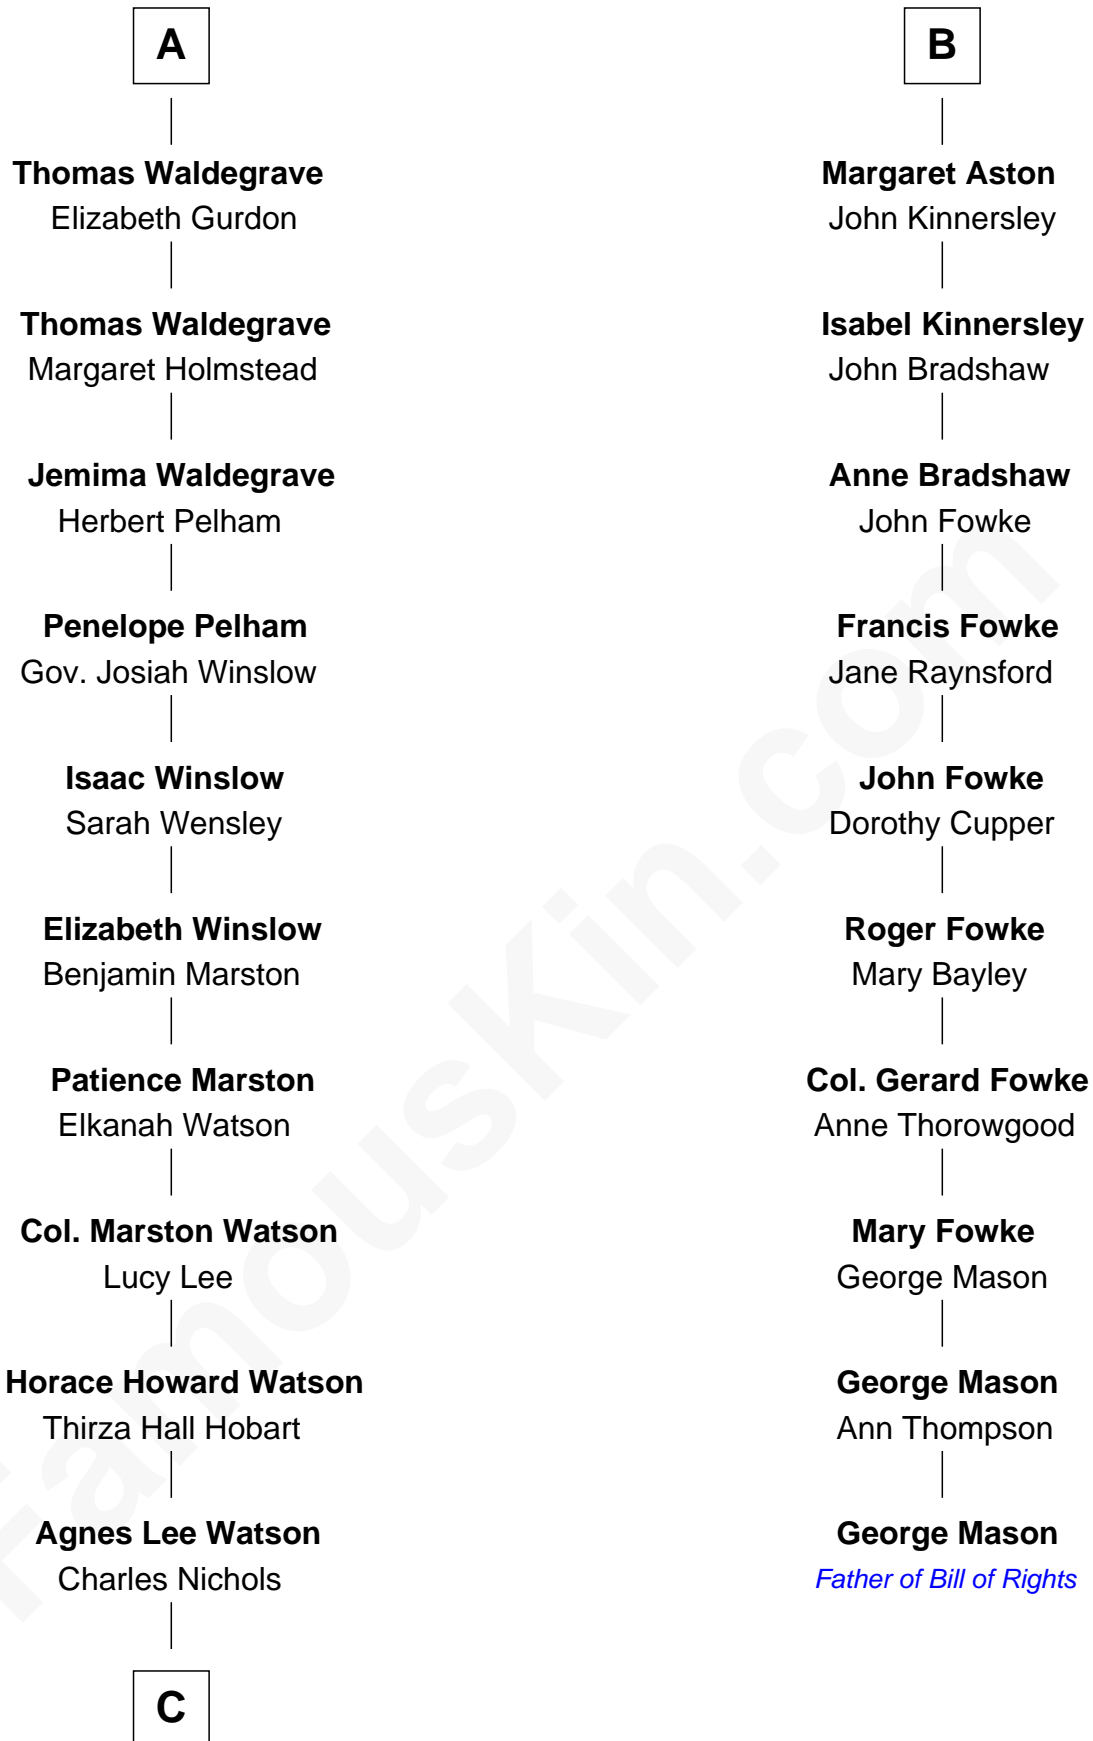 A
Thomas Waldegrave
Elizabeth Gurdon
Thomas Waldegrave
Margaret Holmstead
Jemima Waldegrave
Herbert Pelham
Penelope Pelham
Gov. Josiah Winslow
Isaac Winslow
Sarah Wensley
Elizabeth Winslow
Benjamin Marston
Patience Marston
Elkanah Watson
Col. Marston Watson
Lucy Lee
Horace Howard Watson
Thirza Hall Hobart
Agnes Lee Watson
Charles Nichols
C
B
Margaret Aston
John Kinnersley
Isabel Kinnersley
John Bradshaw
Anne Bradshaw
John Fowke
Francis Fowke
Jane Raynsford
John Fowke
Dorothy Cupper
Roger Fowke
Mary Bayley
Col. Gerard Fowke
Anne Thorowgood
Mary Fowke
George Mason
George Mason
Ann Thompson
George Mason
Father of Bill of Rights
FamousKin.com